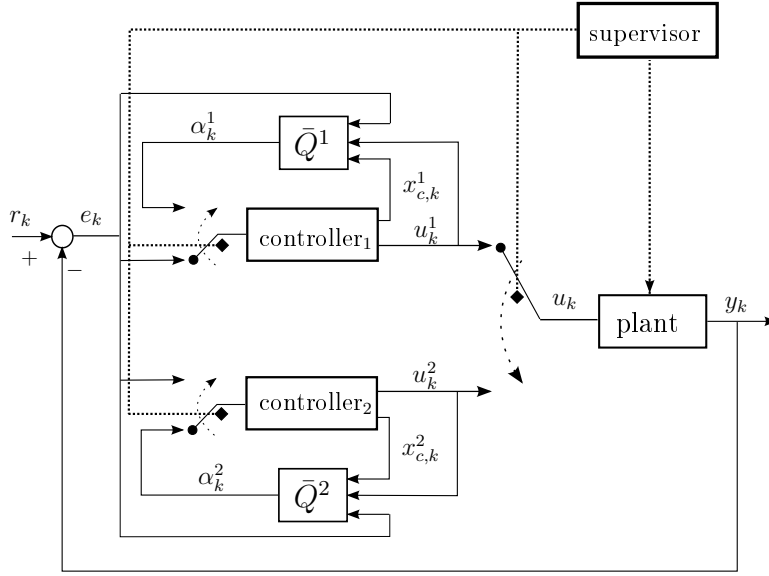 supervisor
α_k^1
Q̄^1
x_{c,k}^1
r_k
e_k
controller_1
u_k^1
+
−
u_k
plant
y_k
u_k^2
controller_2
x_{c,k}^2
α_k^2
Q̄^2